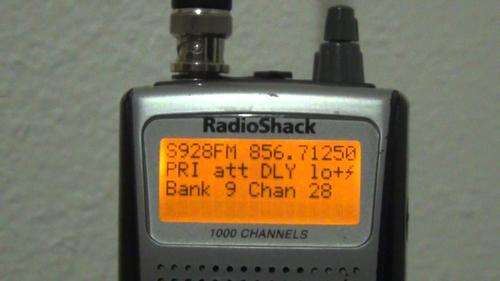 RadioShack
S928FM 856.71250
PRI att DLY lo+⚡
Bank 9 Chan 28
1000 CHANNELS